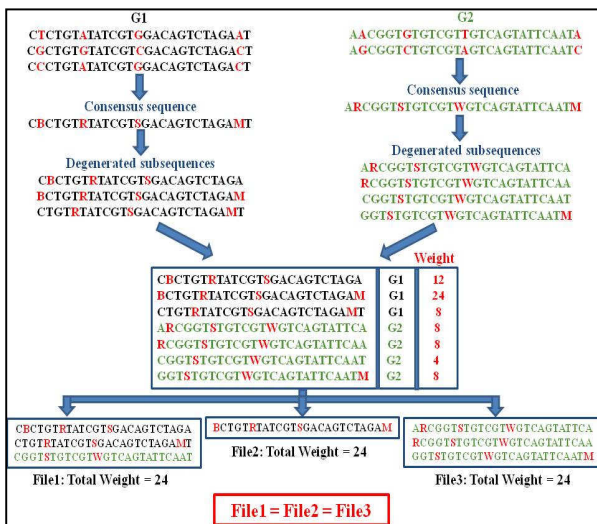 G1
CTCTGTATATCGTGGACAGTCTAGAAT
CGCTGTGTATCGTCGACAGTCTAGACT
CCCTGTATATCGTGGACAGTCTAGACT
Consensus sequence
CBCTGTRTATCGTSGACAGTCTAGAMT
Degenerated subsequences
CBCTGTRTATCGTSGACAGTCTAGA
BCTGTRTATCGTSGACAGTCTAGAM
CTGTRTATCGTSGACAGTCTAGAMT
G2
AACGGTGTGTCGTTGTCAGTATTCAATA
AGCGGTCTGTCGTAGTCAGTATTCAATC
Consensus sequence
ARCGGTSTGTCGTWGTCAGTATTCAATM
Degenerated subsequences
ARCGGTSTGTCGTWGTCAGTATTCA
RCGGTSTGTCGTWGTCAGTATTCAA
CGGTSTGTCGTWGTCAGTATTCAAT
GGTSTGTCGTWGTCAGTATTCAATM
Weight
CBCTGTRTATCGTSGACAGTCTAGA G1 12
BCTGTRTATCGTSGACAGTCTAGAM G1 24
CTGTRTATCGTSGACAGTCTAGAMT G1 8
ARCGGTSTGTCGTWGTCAGTATTCA G2 8
RCGGTSTGTCGTWGTCAGTATTCAA G2 8
CGGTSTGTCGTWGTCAGTATTCAAT G2 4
GGTSTGTCGTWGTCAGTATTCAATM G2 8
CBCTGTRTATCGTSGACAGTCTAGA
CTGTRTATCGTSGACAGTCTAGAMT
CGGTSTGTCGTWGTCAGTATTCAAT
File1: Total Weight = 24
BCTGTRTATCGTSGACAGTCTAGAM
File2: Total Weight = 24
ARCGGTSTGTCGTWGTCAGTATTCA
RCGGTSTGTCGTWGTCAGTATTCAA
GGTSTGTCGTWGTCAGTATTCAATM
File3: Total Weight = 24
File1 = File2 = File3